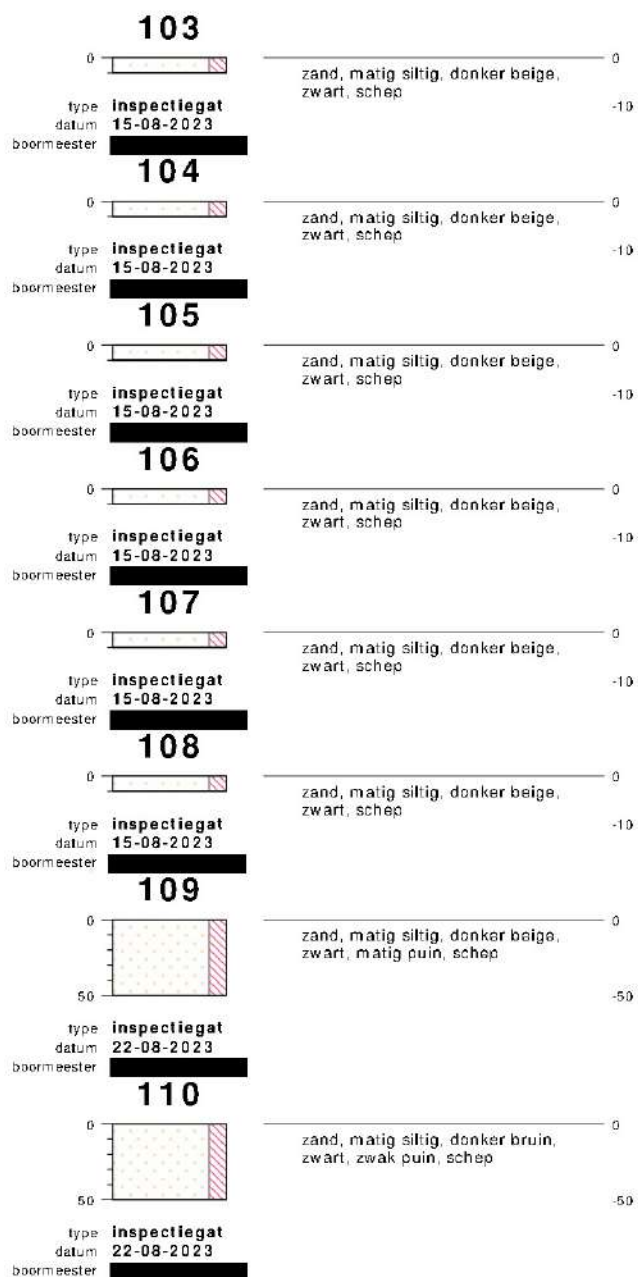 103
0
zand, matig siltig, donker beige,
zwart, schep
0
-10
type inspectiegat
datum 15-08-2023
boormeester
104
0
zand, matig siltig, donker beige,
zwart, schep
0
-10
type inspectiegat
datum 15-08-2023
boormeester
105
0
zand, matig siltig, donker beige,
zwart, schep
0
-10
type inspectiegat
datum 15-08-2023
boormeester
106
0
zand, matig siltig, donker beige,
zwart, schep
0
-10
type inspectiegat
datum 15-08-2023
boormeester
107
0
zand, matig siltig, donker beige,
zwart, schep
0
-10
type inspectiegat
datum 15-08-2023
boormeester
108
0
zand, matig siltig, donker beige,
zwart, schep
0
-10
type inspectiegat
datum 15-08-2023
boormeester
109
0
zand, matig siltig, donker beige,
zwart, matig puin, schep
0
50
-50
type inspectiegat
datum 22-08-2023
boormeester
110
0
zand, matig siltig, donker bruin,
zwart, zwak puin, schep
0
50
-50
type inspectiegat
datum 22-08-2023
boormeester